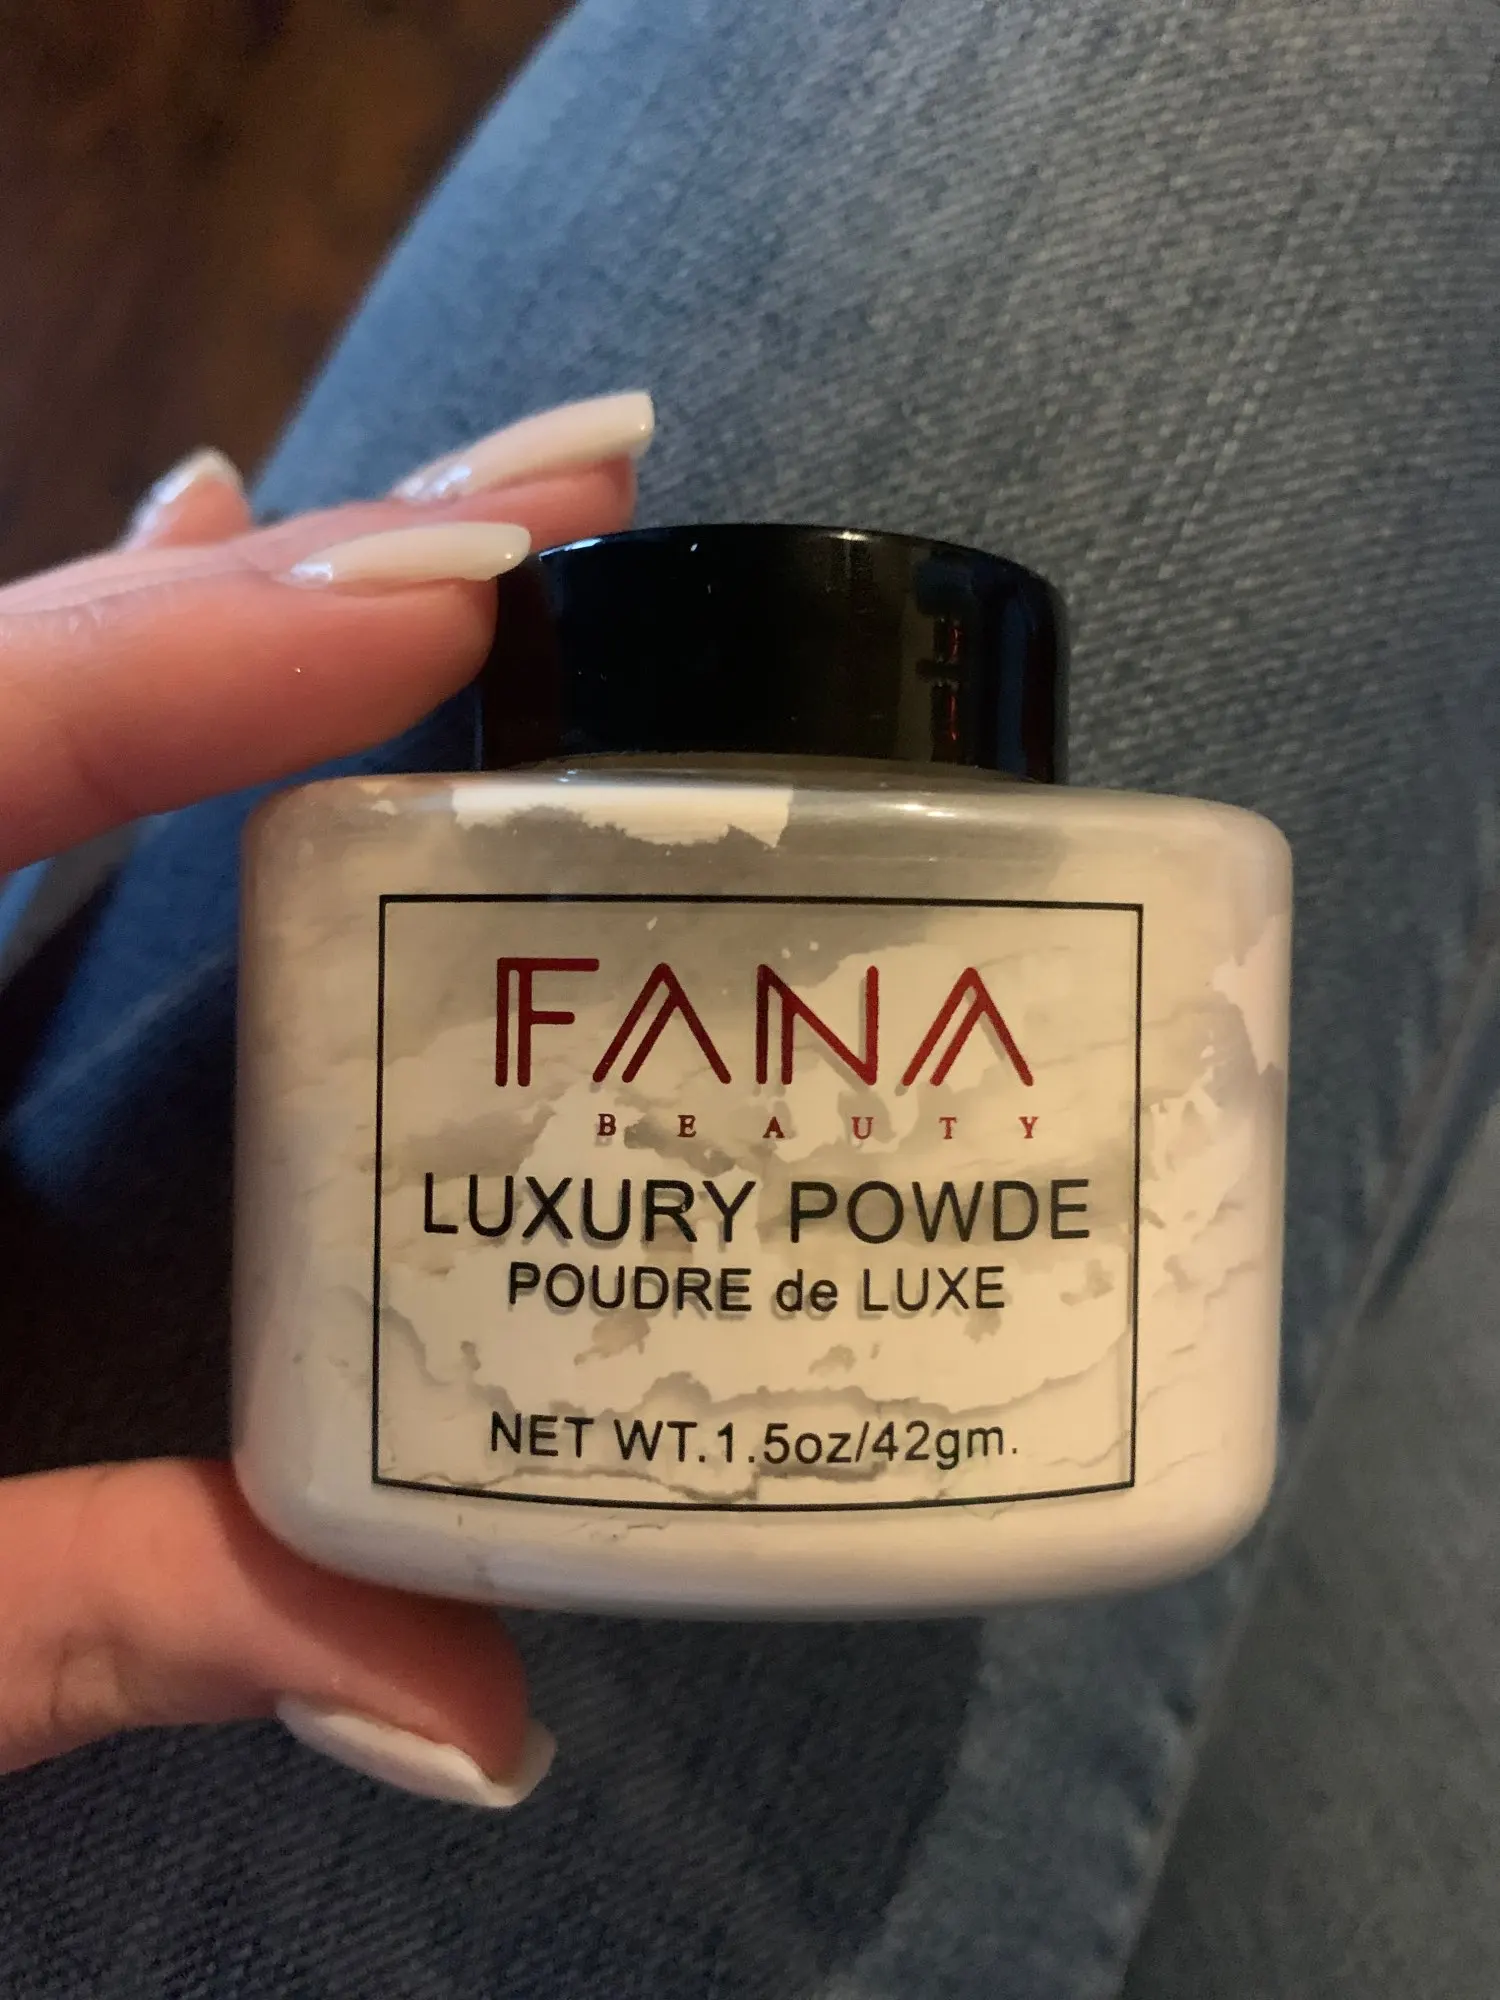 FANA
BEAUTY
LUXURY POWDE
POUDRE de LUXE
NET WT.1.5oz/42gm.